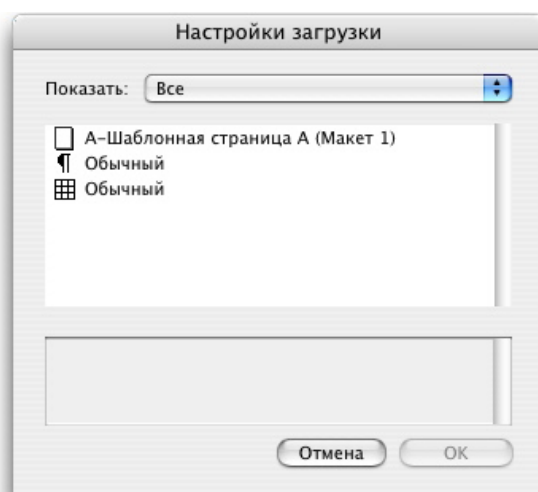 Настройки загрузки
Показать: Все
А-Шаблонная страница А (Макет 1)
¶ Обычный
Обычный
Отмена OK